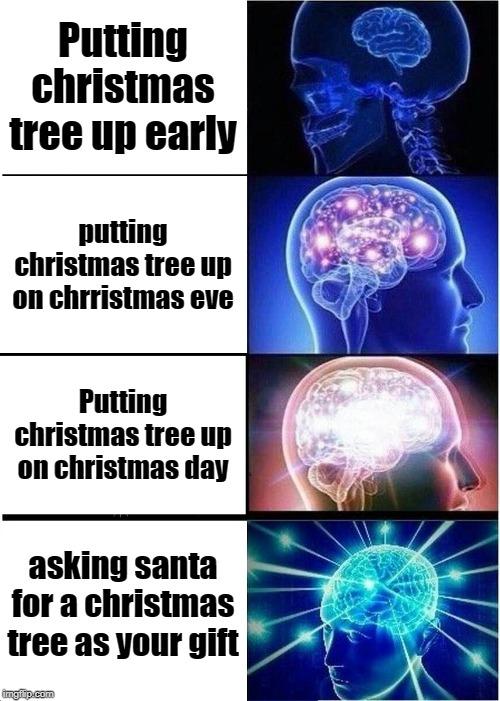 Putting
christmas
tree up early
putting
christmas tree up
on chrristmas eve
Putting
christmas tree up
on christmas day
asking santa
for a christmas
tree as your gift
imgflip.com